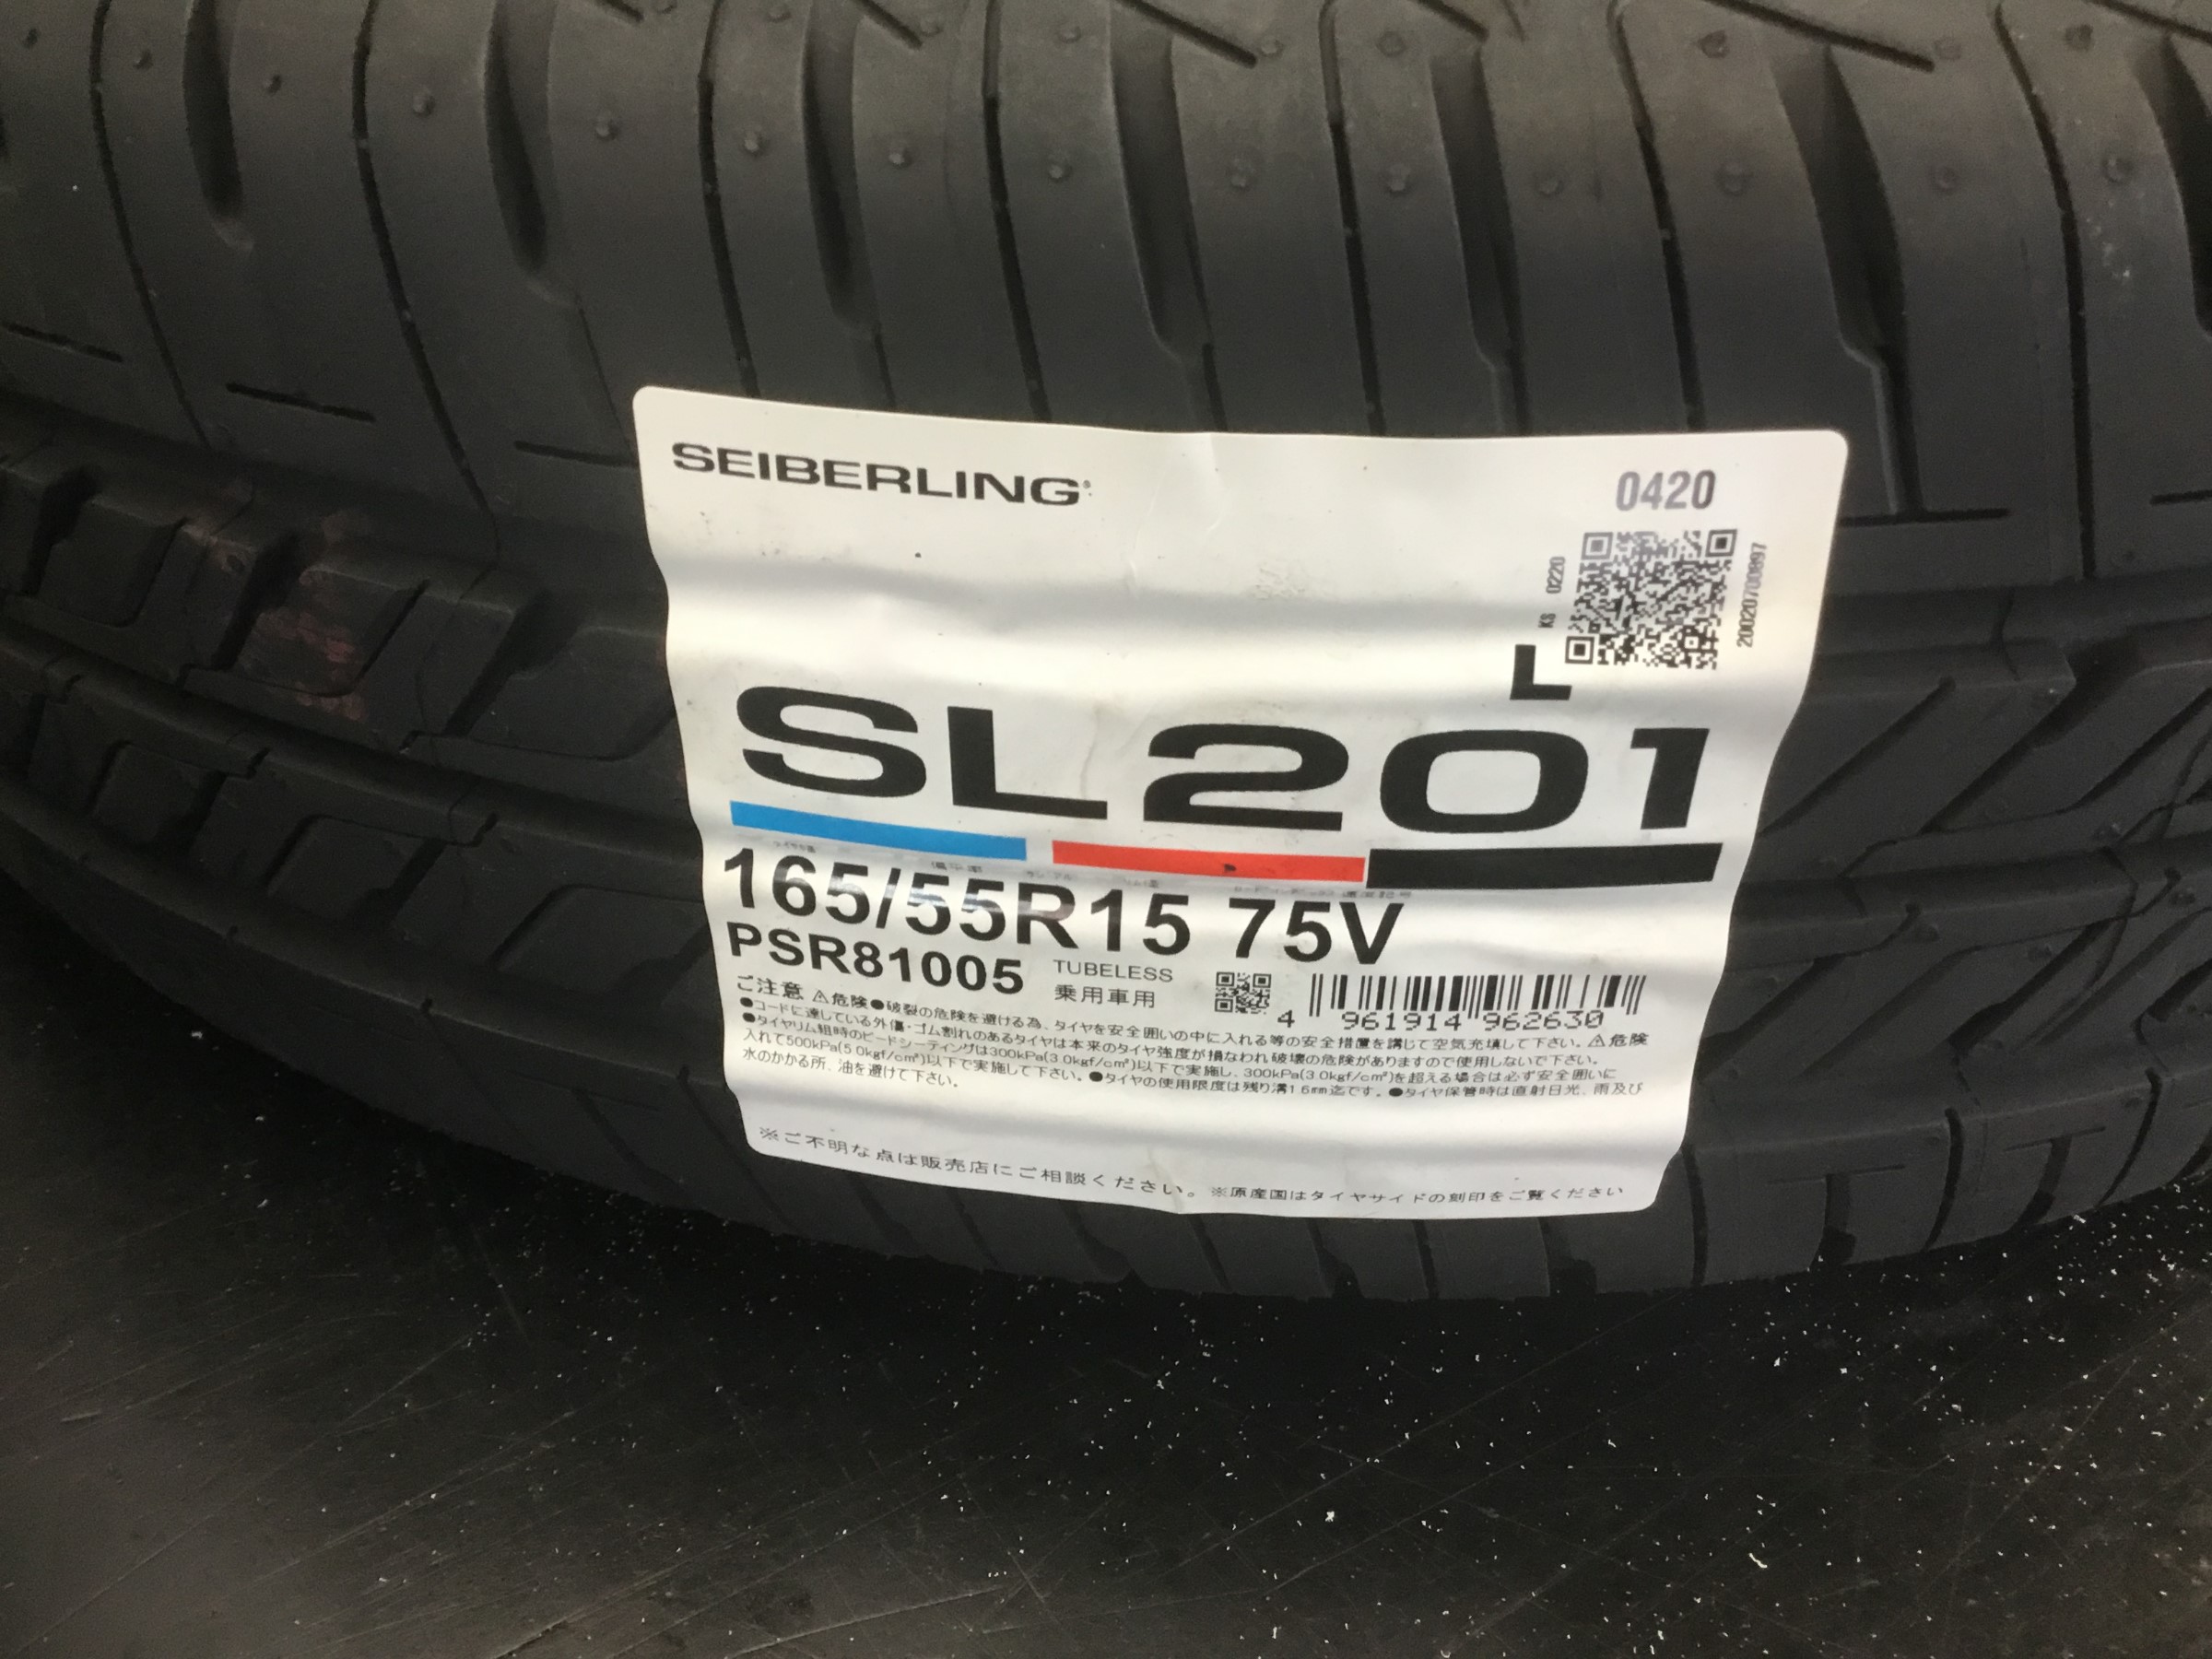 SEIBERLING
0420
KS 0220
20020700897
L
SL201
165/55R15 75V
PSR81005
TUBELESS
乗用車用
4 961914 962630
ご注意 ⚠危険●破裂の危険を避ける為、タイヤを安全囲いの中に入れる等の安全措置を講じて空気充填して下さい。⚠危険
●コードに達している外傷・ゴム割れのあるタイヤは本来のタイヤ強度が損なわれ破壊の危険がありますので使用しないで下さい。
●タイヤリム組時のビードシーティングは300kPa(3.0kgf/cm²)以下で実施し、300kPa(3.0kgf/cm²)を超える場合は必ず安全囲いに
入れて500kPa(5.0kgf/cm²)以下で実施して下さい。●タイヤの使用限度は残り溝1.6mm迄です。●タイヤ保管時は直射日光、雨及び
水のかかる所、油を避けて下さい。
※ご不明な点は販売店にご相談ください。※原産国はタイヤサイドの刻印をご覧ください